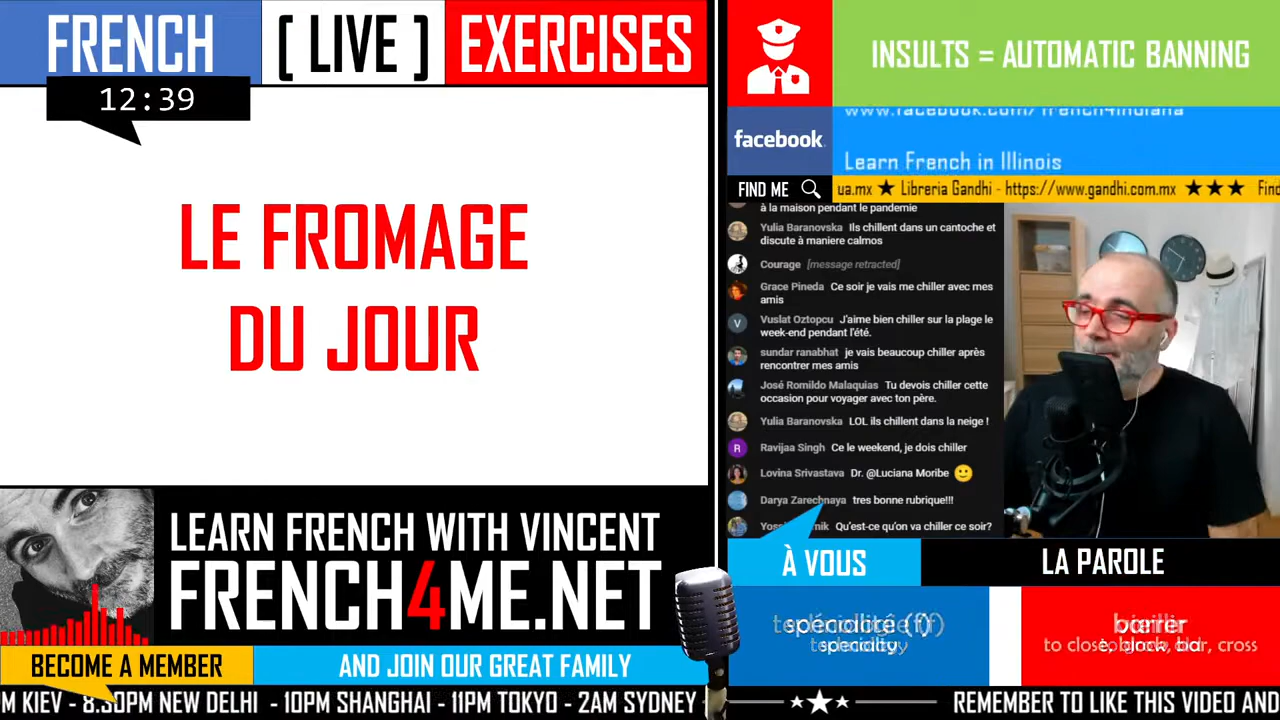 FRENCH
[ LIVE ]
EXERCISES
12:39
LE FROMAGE
DU JOUR
LEARN FRENCH WITH VINCENT
FRENCH4ME.NET
BECOME A MEMBER
AND JOIN OUR GREAT FAMILY
M KIEV - 8.30PM NEW DELHI - 10PM SHANGHAI - 11PM TOKYO - 2AM SYDNEY -
INSULTS = AUTOMATIC BANNING
facebook
www.facebook.com/french4indiana
Learn French in Illinois
FIND ME
ua.mx ★ Libreria Gandhi - https://www.gandhi.com.mx ★★★ Find
à la maison pendant le pandemie
Yulia Baranovska Ils chillent dans un cantoche et
discute à maniere calmos
Courage [message retracted]
Grace Pineda Ce soir je vais me chiller avec mes
amis
V
Vuslat Oztopcu J'aime bien chiller sur la plage le
week-end pendant l'été.
sundar ranabhat je vais beaucoup chiller après
rencontrer mes amis
José Romildo Malaquias Tu devois chiller cette
occasion pour voyager avec ton père.
Yulia Baranovska LOL ils chillent dans la neige !
R
Ravijaa Singh Ce le weekend, je dois chiller
Lovina Srivastava Dr. @Luciana Moribe 🙂
Darya Zarechnaya tres bonne rubrique!!!
Qu'est-ce qu'on va chiller ce soir?
À VOUS
LA PAROLE
spécialité (f)
specialty
barrer
★ REMEMBER TO LIKE THIS VIDEO AND